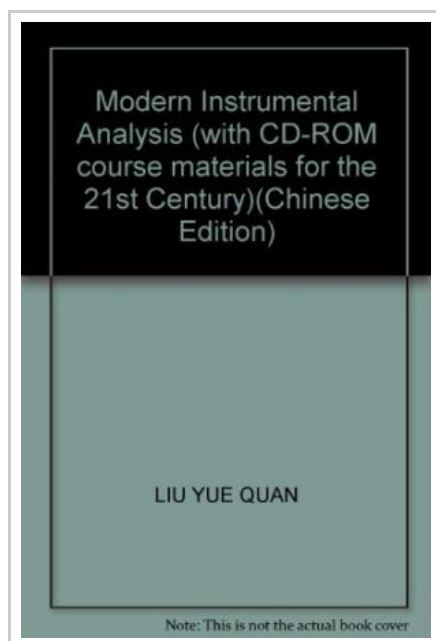 Modern Instrumental
Analysis (with CD-ROM
course materials for the
21st Century)(Chinese
Edition)
LIU YUE QUAN
Note: This is not the actual book cover